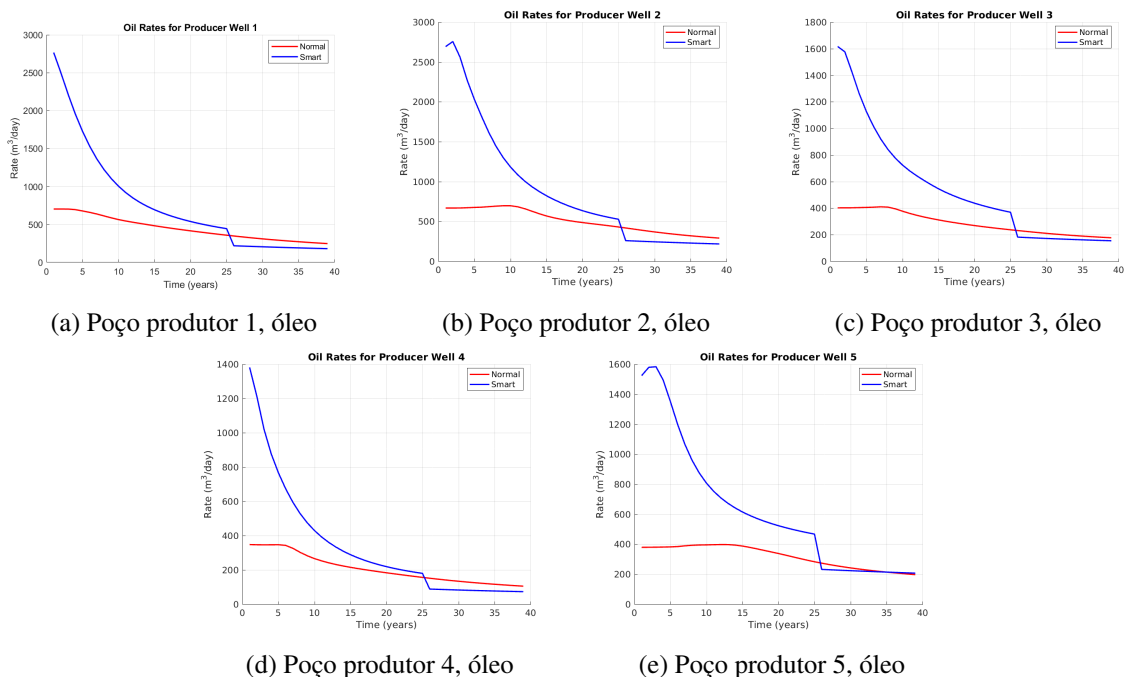 Oil Rates for Producer Well 1
Normal
Smart
Rate (m³/day)
3000
2500
2000
1500
1000
500
0
0 5 10 15 20 25 30 35 40
Time (years)
(a) Poço produtor 1, óleo
Oil Rates for Producer Well 2
Normal
Smart
Rate (m³/day)
3000
2500
2000
1500
1000
500
0
0 5 10 15 20 25 30 35 40
Time (years)
(b) Poço produtor 2, óleo
Oil Rates for Producer Well 3
Normal
Smart
Rate (m³/day)
1800
1600
1400
1200
1000
800
600
400
200
0
0 5 10 15 20 25 30 35 40
Time (years)
(c) Poço produtor 3, óleo
Oil Rates for Producer Well 4
Normal
Smart
Rate (m³/day)
1400
1200
1000
800
600
400
200
0
0 5 10 15 20 25 30 35 40
Time (years)
(d) Poço produtor 4, óleo
Oil Rates for Producer Well 5
Normal
Smart
Rate (m³/day)
1600
1400
1200
1000
800
600
400
200
0
0 5 10 15 20 25 30 35 40
Time (years)
(e) Poço produtor 5, óleo